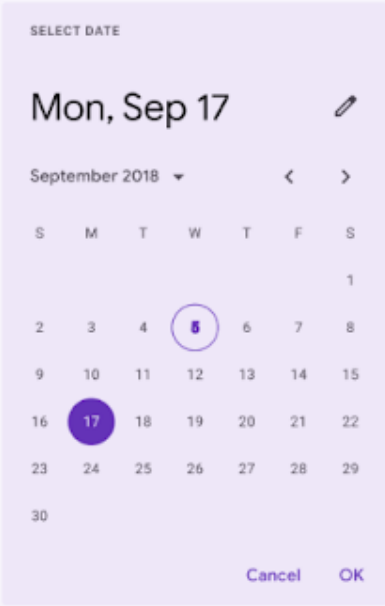 SELECT DATE
Mon, Sep 17
September 2018
S M T W T F S
1
2 3 4 5 6 7 8
9 10 11 12 13 14 15
16 17 18 19 20 21 22
23 24 25 26 27 28 29
30
Cancel OK